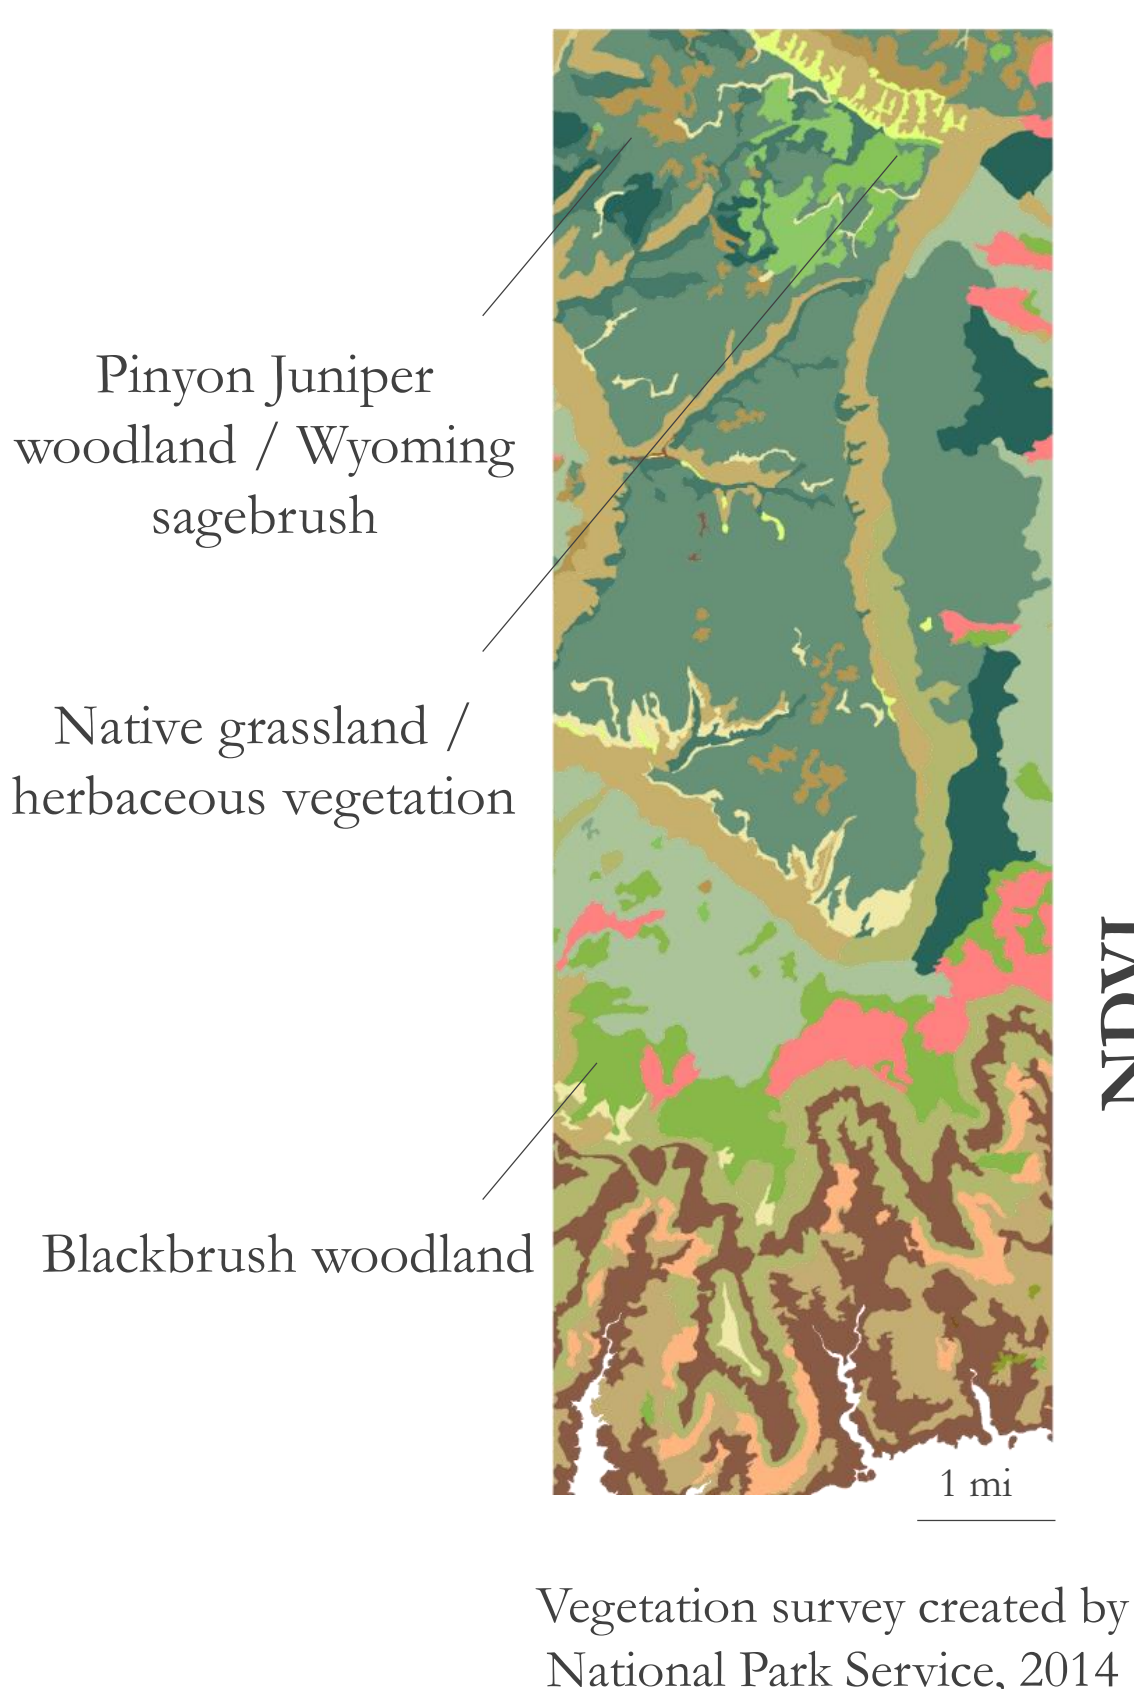 Pinyon Juniper
woodland / Wyoming
sagebrush
Native grassland /
herbaceous vegetation
Blackbrush woodland
NDVI
1 mi
Vegetation survey created by
National Park Service, 2014